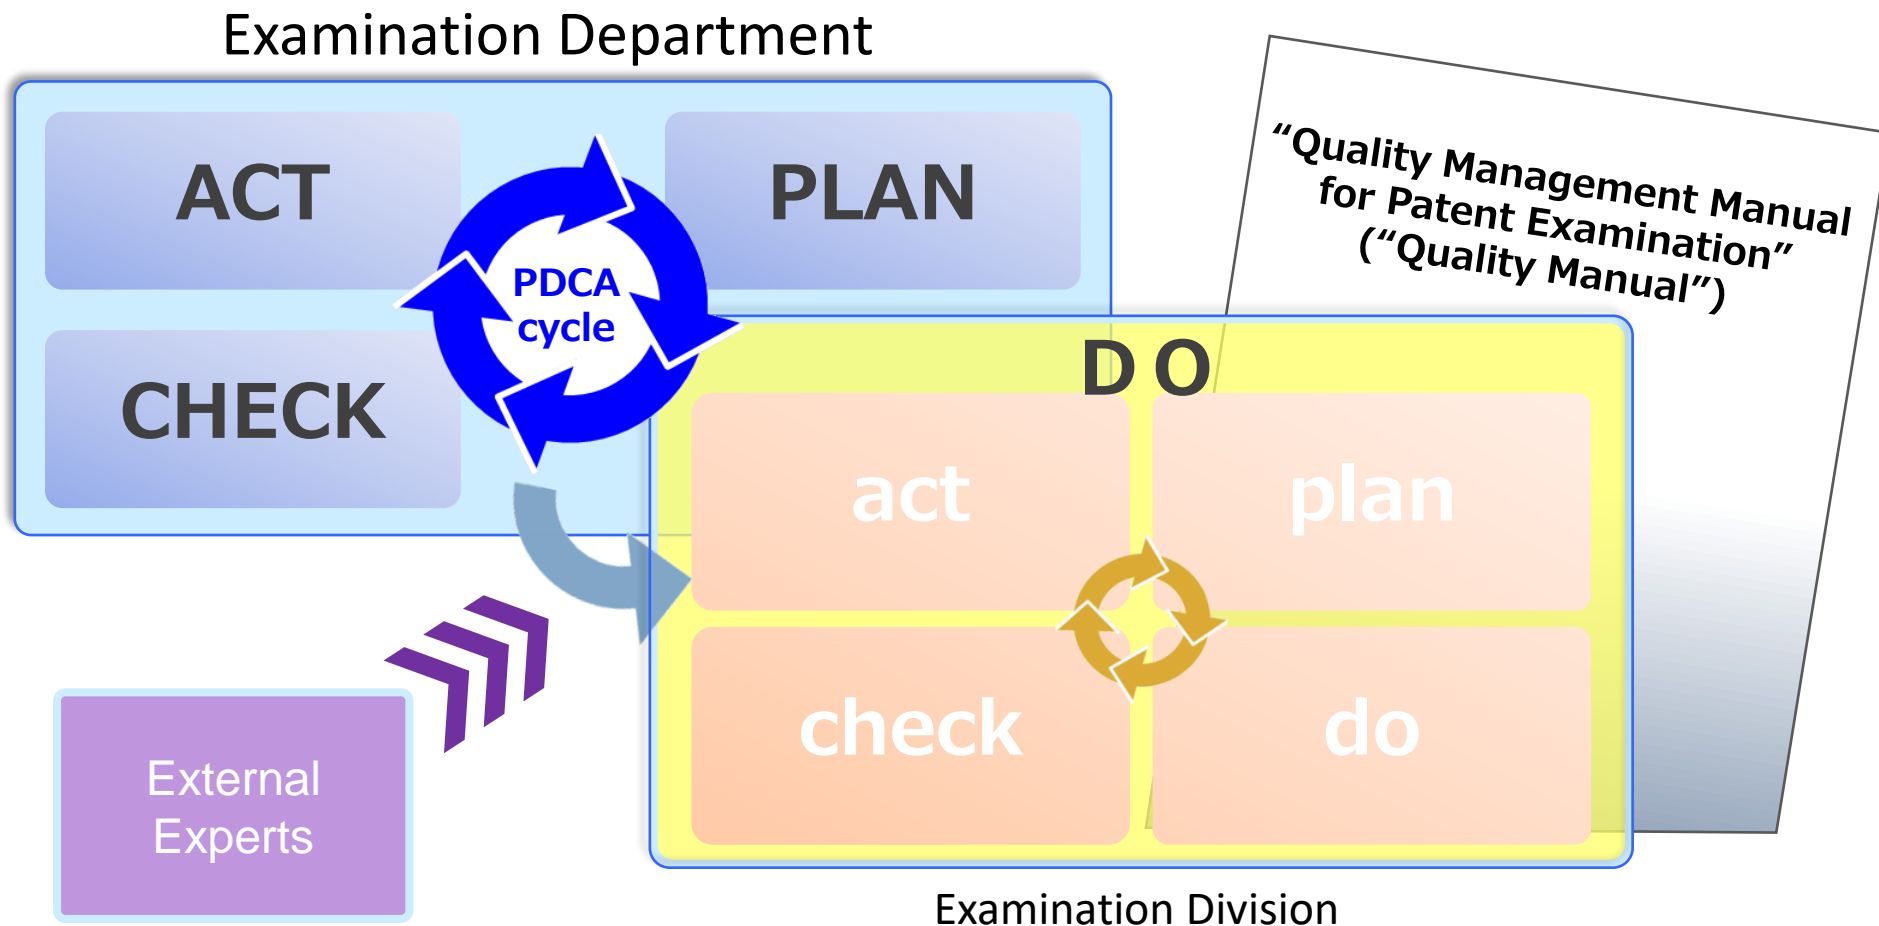 Examination Department
ACT
PLAN
PDCA
cycle
CHECK
“Quality Management Manual
for Patent Examination”
(“Quality Manual”)
D O
act
plan
check
do
External
Experts
Examination Division